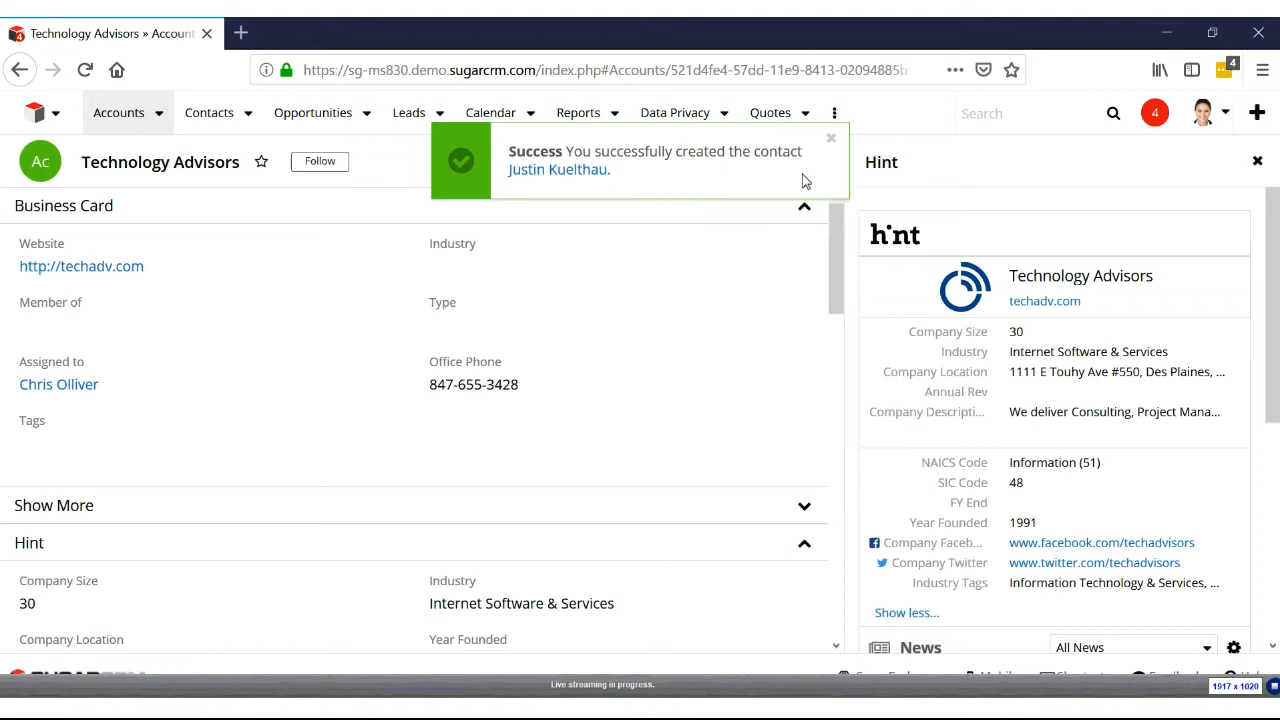 4
Technology Advisors » Account
https://sg-ms830.demo.sugarcrm.com/index.php#Accounts/521d4fe4-57dd-11e9-8413-02094885b
4
Accounts Contacts Opportunities Leads Calendar Reports Data Privacy Quotes Search 4
Ac Technology Advisors Follow
Success You successfully created the contact
Justin Kuelthau.
Hint
Business Card
Website Industry
http://techadv.com
Member of Type
Assigned to Office Phone
Chris Olliver 847-655-3428
Tags
Show More
Hint
Company Size Industry
30 Internet Software & Services
Company Location Year Founded
hint
Technology Advisors
techadv.com
Company Size 30
Industry Internet Software & Services
Company Location 1111 E Touhy Ave #550, Des Plaines, ...
Annual Rev
Company Descripti... We deliver Consulting, Project Mana...
NAICS Code Information (51)
SIC Code 48
FY End
Year Founded 1991
Company Faceb... www.facebook.com/techadvisors
Company Twitter www.twitter.com/techadvisors
Industry Tags Information Technology & Services, ...
Show less...
News All News
Live streaming in progress.
1917 x 1020